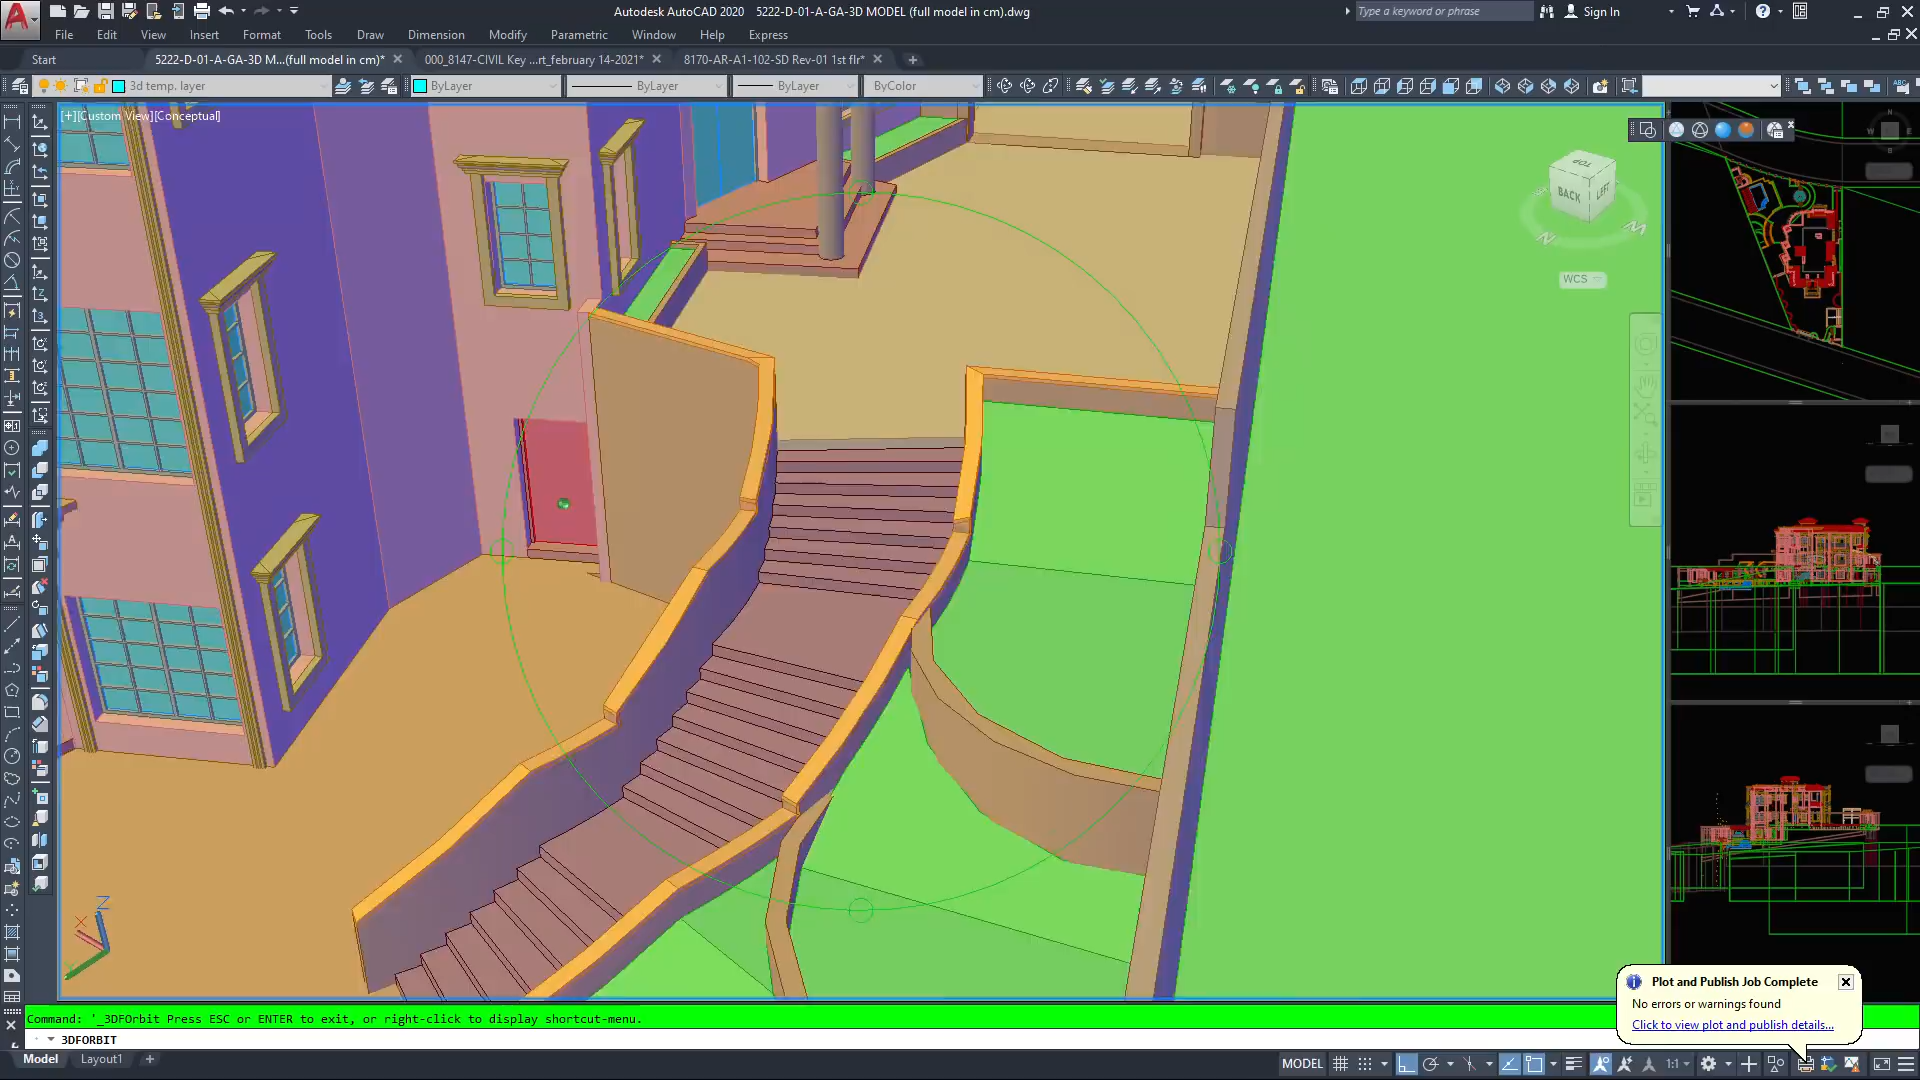 Autodesk AutoCAD 2020   5222-D-01-A-GA-3D MODEL (full model in cm).dwg
Type a keyword or phrase
Sign In
File Edit View Insert Format Tools Draw Dimension Modify Parametric Window Help Express
Start
5222-D-01-A-GA-3D M...(full model in cm)*
000_8147-CIVIL Key ...rt_february 14-2021*
8170-AR-A1-102-SD Rev-01 1st flr*
3d temp. layer
ByLayer
ByLayer
ByLayer
ByColor
[+][Custom View][Conceptual]
TOP
BACK
LEFT
WCS
Z
X
Plot and Publish Job Complete
No errors or warnings found
Click to view plot and publish details...
Command: '_3DFOrbit Press ESC or ENTER to exit, or right-click to display shortcut-menu.
3DFORBIT
Model
Layout1
MODEL
1:1